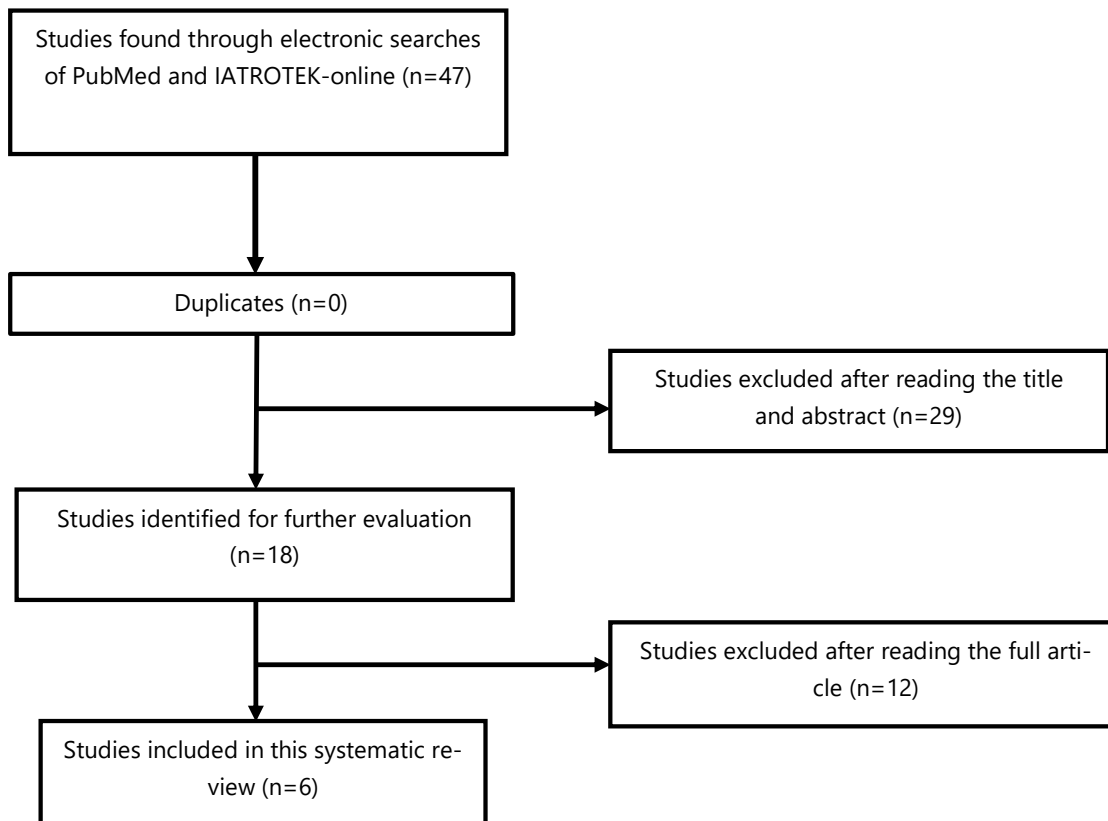 Studies found through electronic searches
of PubMed and IATROTEK-online (n=47)
Duplicates (n=0)
Studies excluded after reading the title
and abstract (n=29)
Studies identified for further evaluation
(n=18)
Studies excluded after reading the full arti-
cle (n=12)
Studies included in this systematic re-
view (n=6)